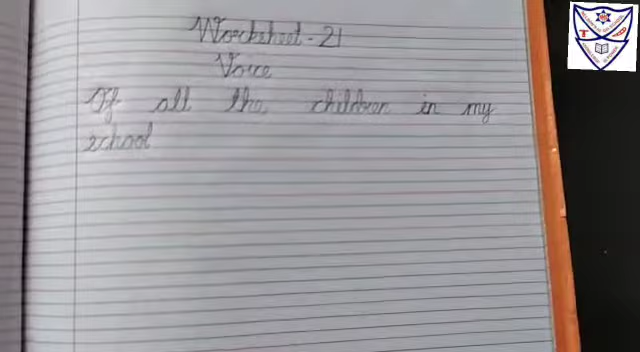 Worksheet - 21
Voice
Of all the children in my
school